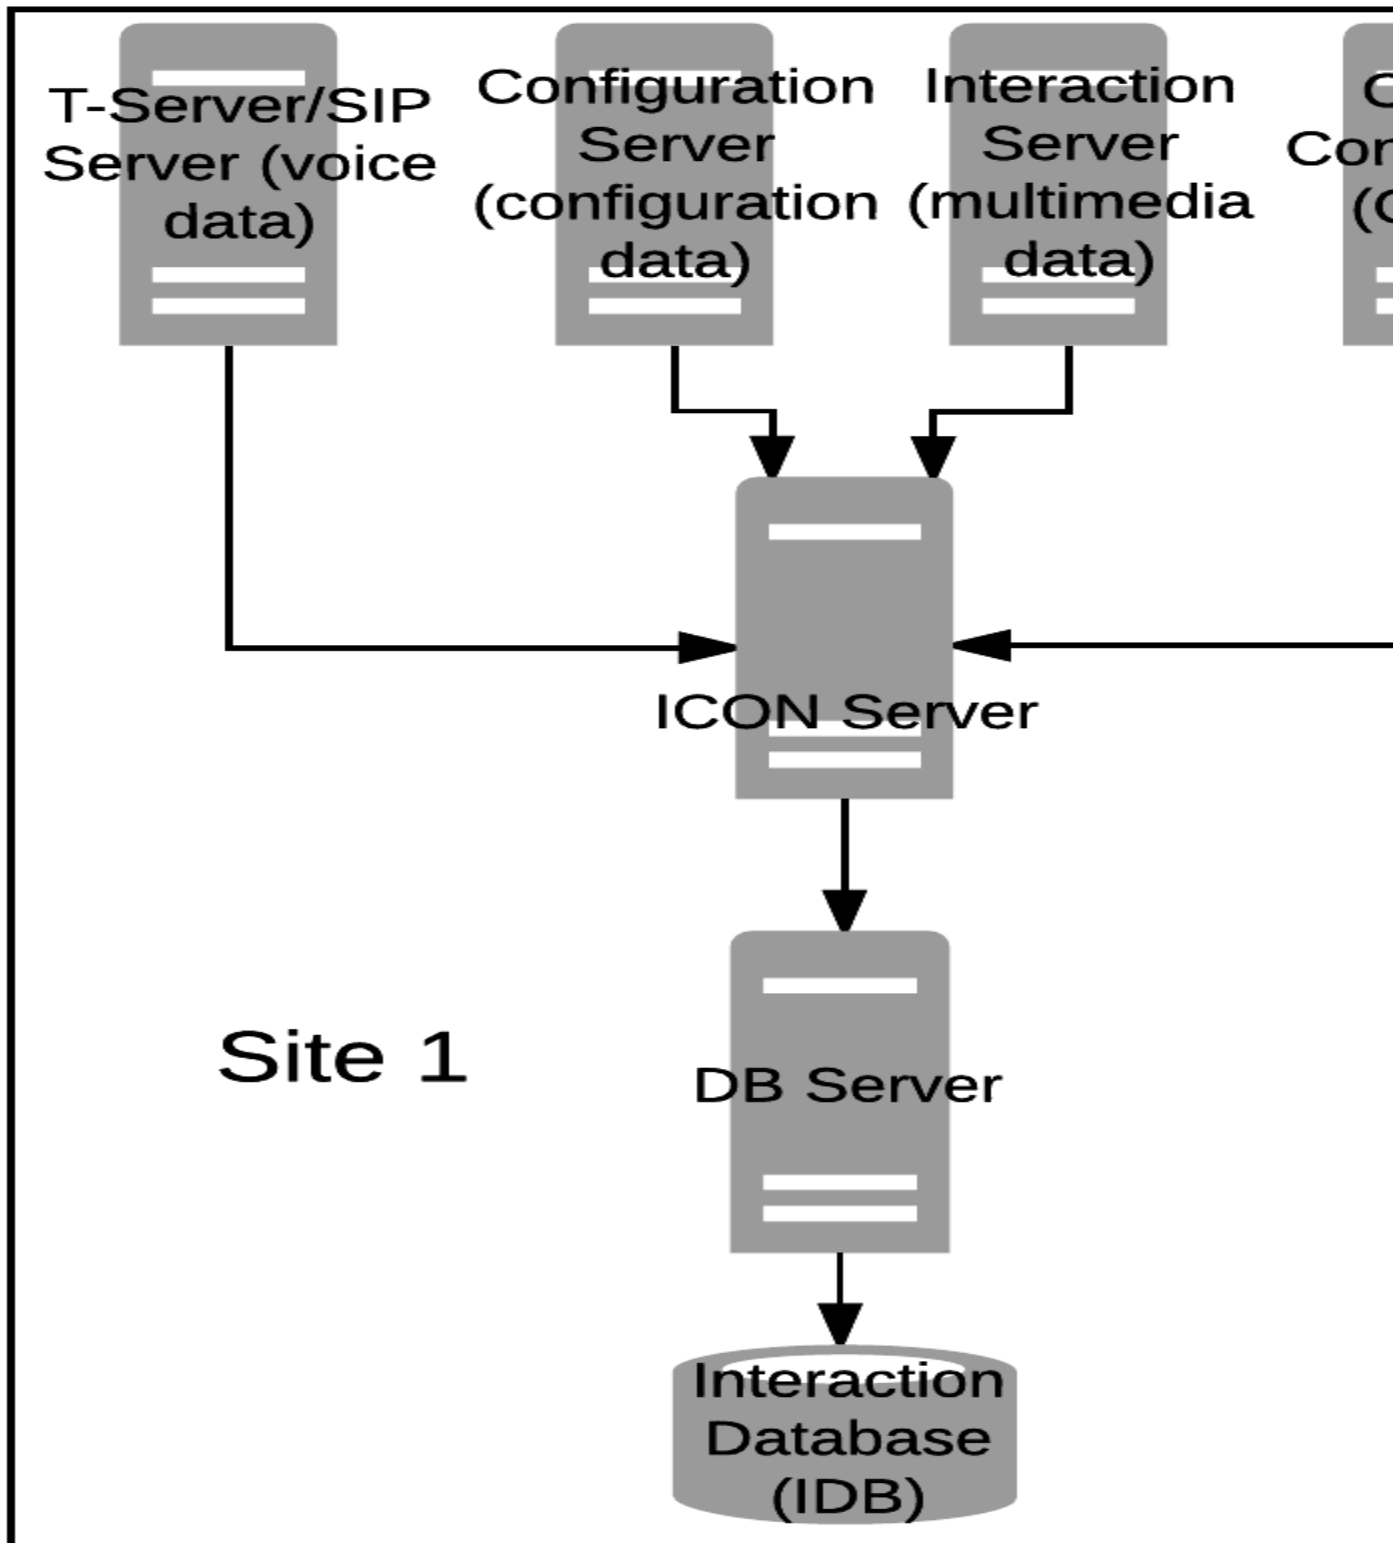 T-Server/SIP
Server (voice
data)
Configuration
Server
(configuration
data)
Interaction
Server
(multimedia
data)
ICON Server
Site 1
DB Server
Interaction
Database
(IDB)